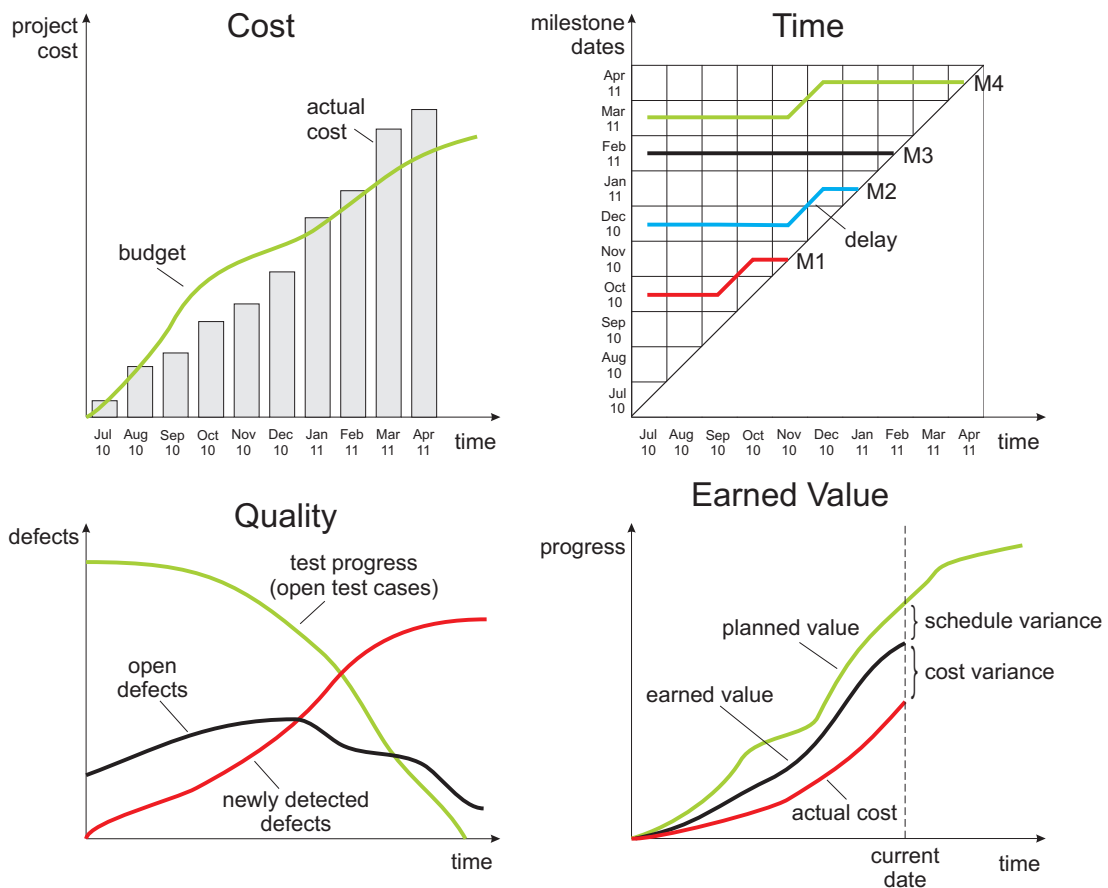 Cost
project
cost
actual
cost
budget
Jul
10
Aug
10
Sep
10
Oct
10
Nov
10
Dec
10
Jan
11
Feb
11
Mar
11
Apr
11
time
Time
milestone
dates
Apr
11
Mar
11
Feb
11
Jan
11
Dec
10
Nov
10
Oct
10
Sep
10
Aug
10
Jul
10
M4
M3
M2
delay
M1
Jul
10
Aug
10
Sep
10
Oct
10
Nov
10
Dec
10
Jan
11
Feb
11
Mar
11
Apr
11
time
Quality
defects
test progress
(open test cases)
open
defects
newly detected
defects
time
Earned Value
progress
planned value
schedule variance
cost variance
earned value
actual cost
current
date
time